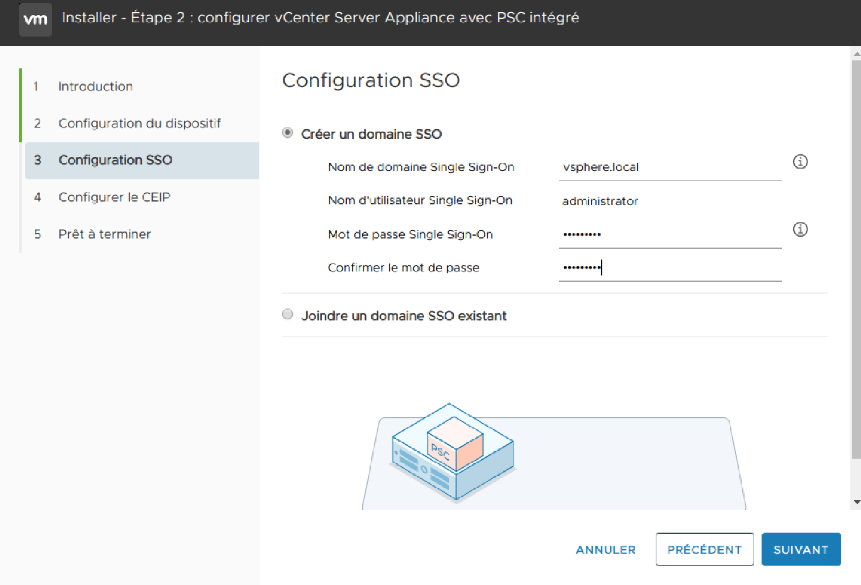 vm Installer - Étape 2 : configurer vCenter Server Appliance avec PSC intégré
1 Introduction
2 Configuration du dispositif
3 Configuration SSO
4 Configurer le CEIP
5 Prêt à terminer
Configuration SSO
Créer un domaine SSO
Nom de domaine Single Sign-On vsphere.local
Nom d'utilisateur Single Sign-On administrator
Mot de passe Single Sign-On •••••••••
Confirmer le mot de passe •••••••••
Joindre un domaine SSO existant
PSC
ANNULER PRÉCÉDENT SUIVANT